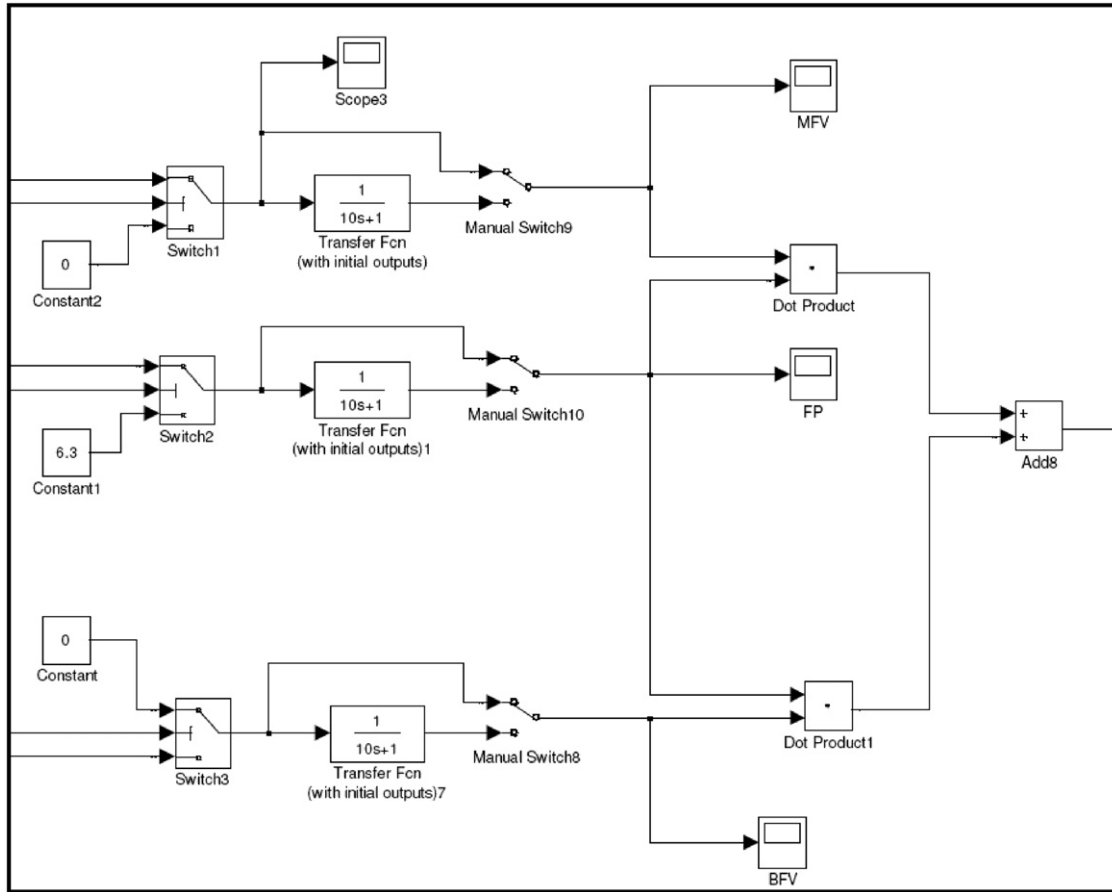 Scope3
MFV
1
10s+1
Manual Switch9
Transfer Fcn
(with initial outputs)
Switch1
0
Constant2
Dot Product
1
10s+1
Manual Switch10
FP
Transfer Fcn
(with initial outputs)1
Switch2
6.3
Constant1
+
+
Add8
0
Constant
1
10s+1
Manual Switch8
Dot Product1
Transfer Fcn
(with initial outputs)7
Switch3
BFV